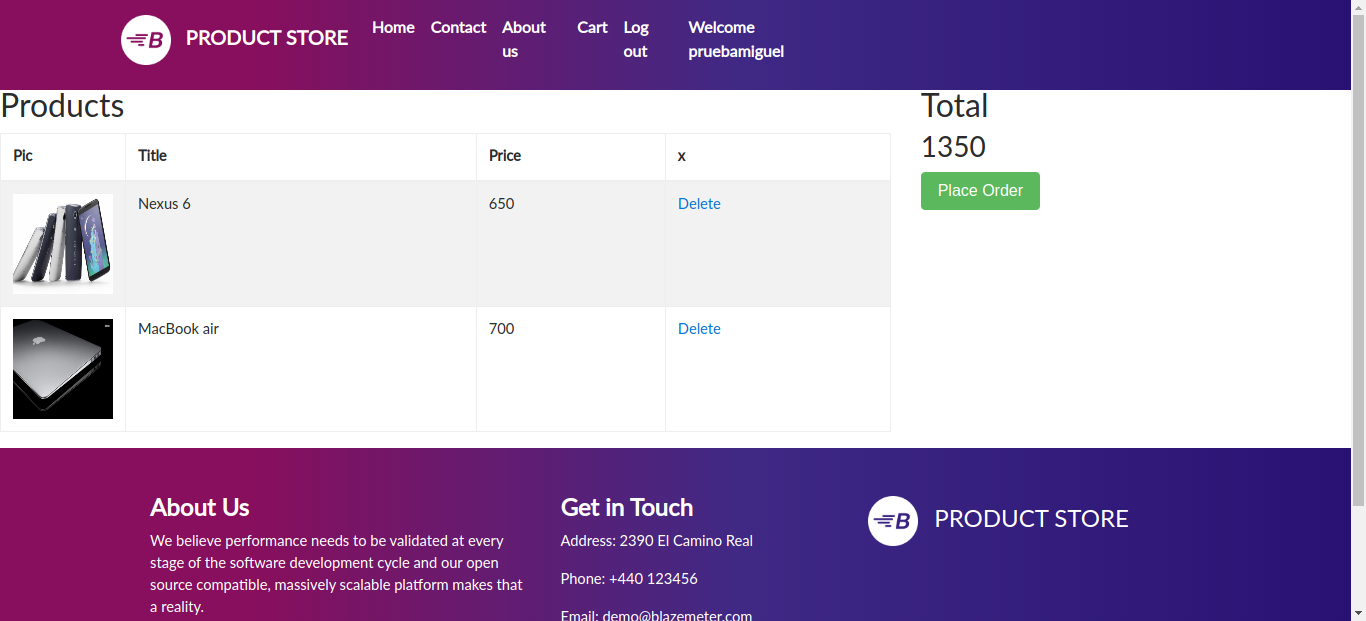 B PRODUCT STORE Home Contact About us Cart Log out Welcome pruebamiguel
Products
Pic Title Price x
Nexus 6 650 Delete
MacBook air 700 Delete
Total
1350
Place Order
About Us
We believe performance needs to be validated at every
stage of the software development cycle and our open
source compatible, massively scalable platform makes that
a reality.
Get in Touch
Address: 2390 El Camino Real
Phone: +440 123456
Email: demo@blazemeter.com
B PRODUCT STORE